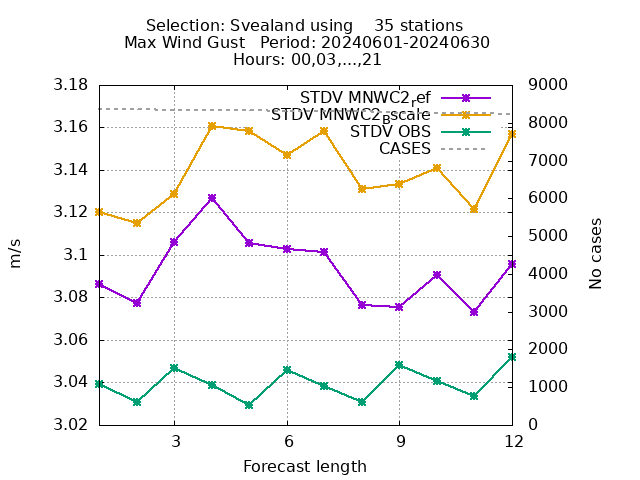 Selection: Svealand using 35 stations
Max Wind Gust Period: 20240601-20240630
Hours: 00,03,...,21
3.18
3.16
3.14
3.12
3.1
3.08
3.06
3.04
3.02
9000
8000
7000
6000
5000
4000
3000
2000
1000
0
STDV MNWC2ref
STDV MNWC2Bscale
STDV OBS
CASES
m/s
No cases
3
6
9
12
Forecast length